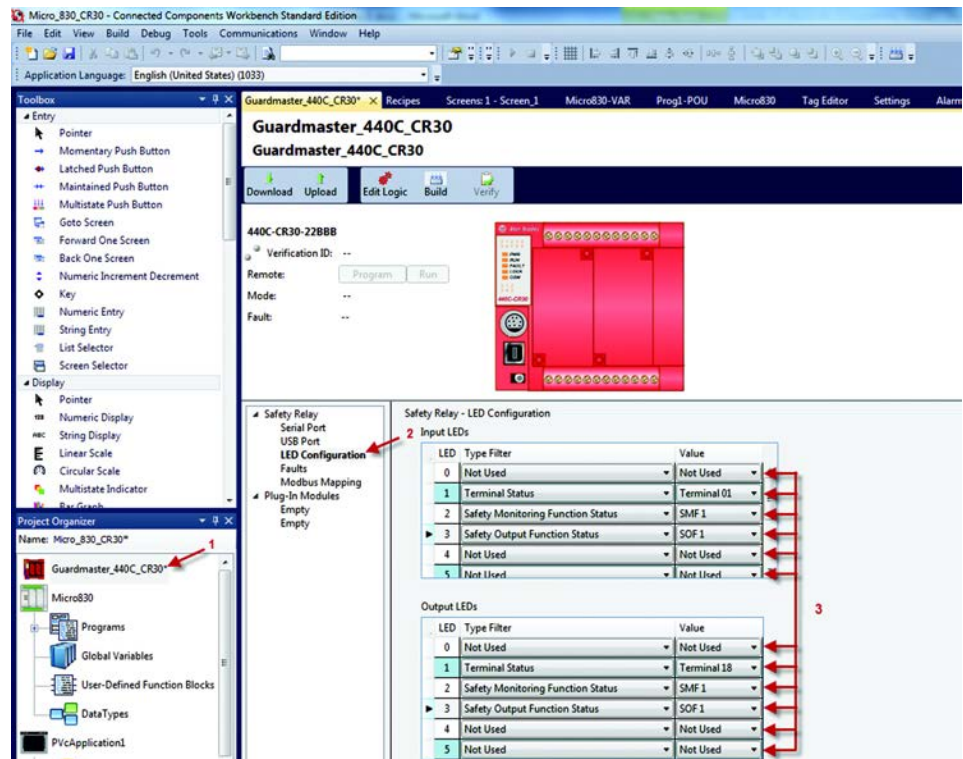 Micro_830_CR30 - Connected Components Workbench Standard Edition
File Edit View Build Debug Tools Communications Window Help
Application Language: English (United States) (1033)
Toolbox
Entry
Pointer
Momentary Push Button
Latched Push Button
Maintained Push Button
Multistate Push Button
Goto Screen
Forward One Screen
Back One Screen
Numeric Increment Decrement
Key
Numeric Entry
String Entry
List Selector
Screen Selector
Display
Pointer
Numeric Display
String Display
Linear Scale
Circular Scale
Multistate Indicator
Bar Graph
Project Organizer
Name: Micro_830_CR30*
1
Guardmaster_440C_CR30*
Micro830
Programs
Global Variables
User-Defined Function Blocks
DataTypes
PVcApplication1
Guardmaster_440C_CR30* Recipes Screens: 1 - Screen_1 Micro830-VAR Prog1-POU Micro830 Tag Editor Settings Alarm
Guardmaster_440C_CR30
Guardmaster_440C_CR30
Download Upload Edit Logic Build Verify
440C-CR30-22BBB
Verification ID: --
Remote: Program Run
Mode: --
Fault: --
PWR
RUN
FAULT
LOCK
COM
440C-CR30
Safety Relay
Serial Port
USB Port
LED Configuration
Faults
Modbus Mapping
Plug-In Modules
Empty
Empty
2
Safety Relay - LED Configuration
Input LEDs
LED Type Filter Value
0 Not Used Not Used
1 Terminal Status Terminal 01
2 Safety Monitoring Function Status SMF 1
3 Safety Output Function Status SOF 1
4 Not Used Not Used
5 Not Used Not Used
3
Output LEDs
LED Type Filter Value
0 Not Used Not Used
1 Terminal Status Terminal 18
2 Safety Monitoring Function Status SMF 1
3 Safety Output Function Status SOF 1
4 Not Used Not Used
5 Not Used Not Used